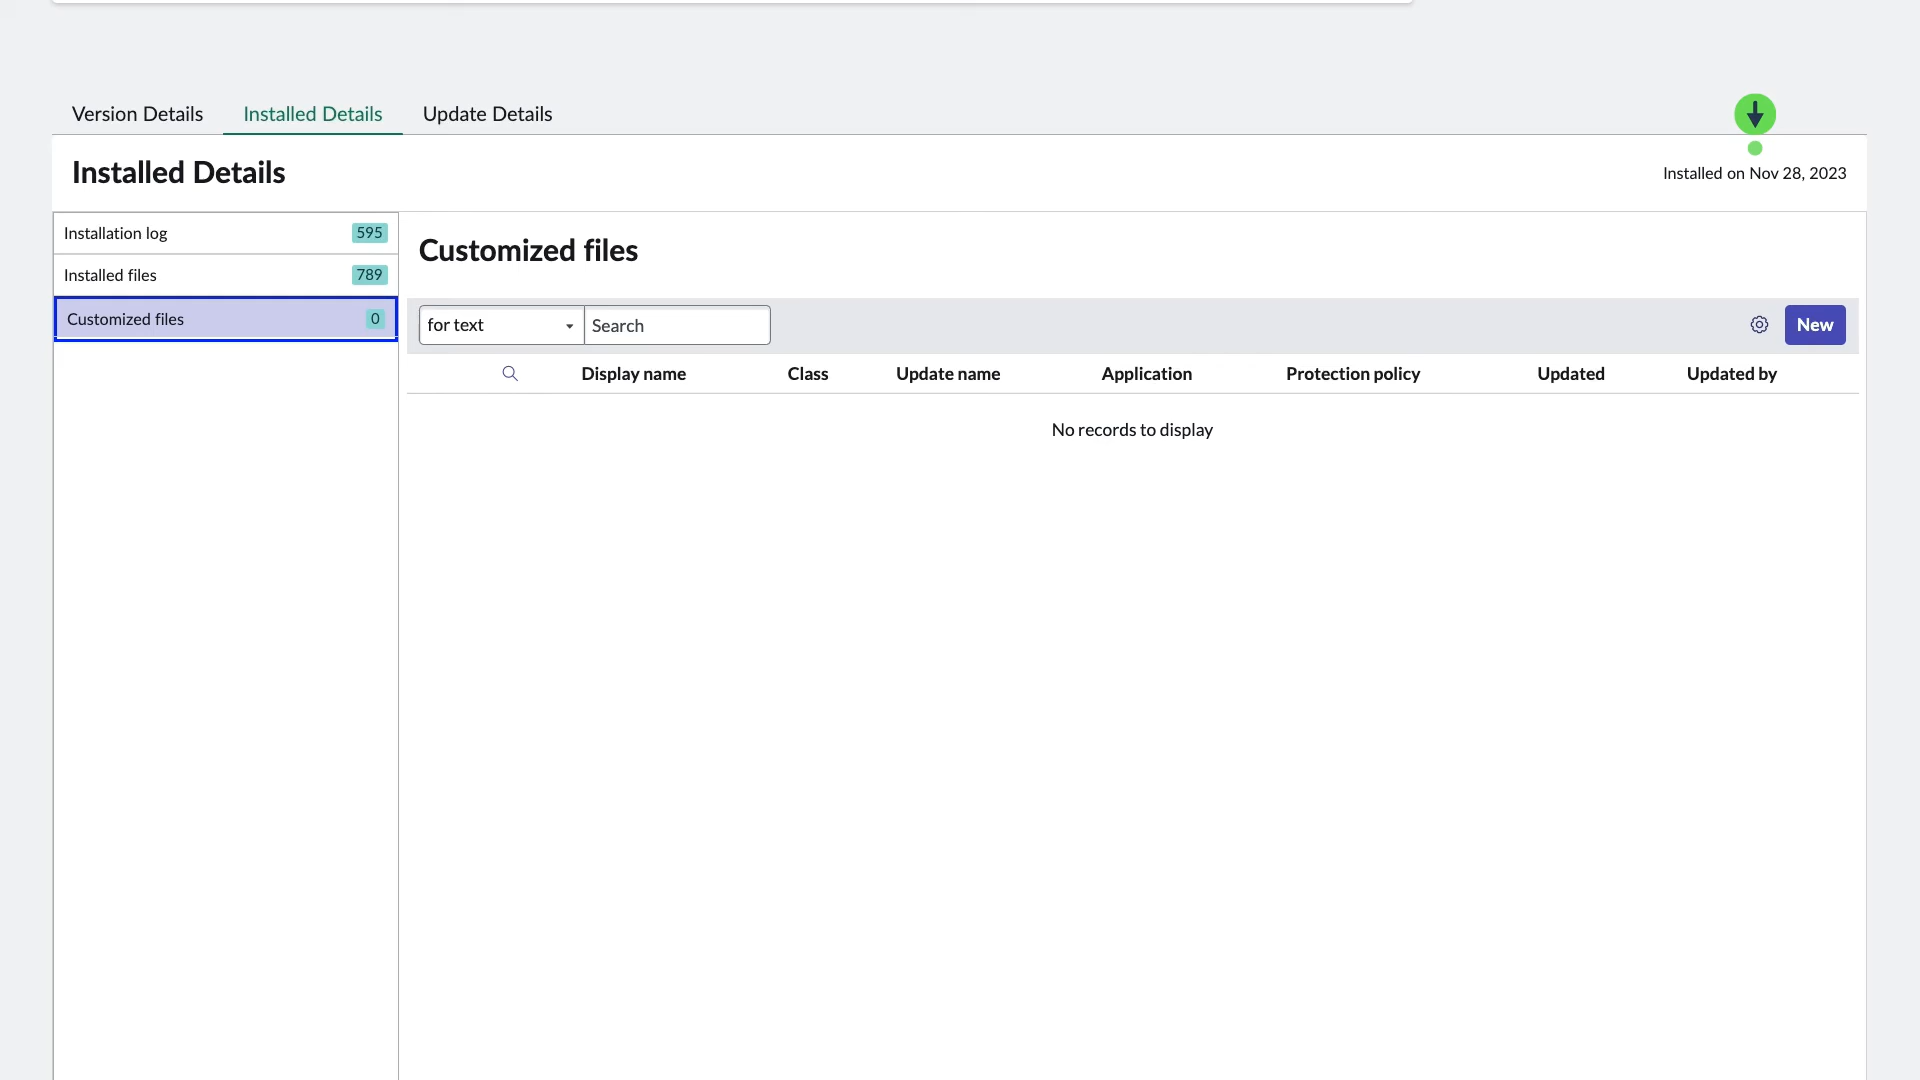 Version Details Installed Details Update Details
Installed Details
Installed on Nov 28, 2023
Installation log 595
Installed files 789
Customized files 0
Customized files
for text Search New
Display name Class Update name Application Protection policy Updated Updated by
No records to display